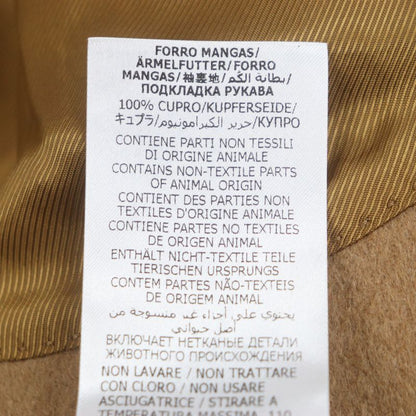 FORRO MANGAS/
ÄRMELFUTTER/FORRO
MANGAS/袖裏地/بطانة الكم/
ПОДКЛАДКА РУКАВА
100% CUPRO/KUPFERSEIDE/
キュプラ/حرير الكبرامونيوم/КУПРО
CONTIENE PARTI NON TESSILI
DI ORIGINE ANIMALE
CONTAINS NON-TEXTILE PARTS
OF ANIMAL ORIGIN
CONTIENT DES PARTIES NON
TEXTILES D'ORIGINE ANIMALE
CONTIENE PARTES NO TEXTILES
DE ORIGEN ANIMAL
ENTHÄLT NICHT-TEXTILE TEILE
TIERISCHEN URSPRUNGS
CONTEM PARTES NÃO-TEXTEIS
DE ORIGEM ANIMAL
يحتوي على أجزاء غير منسوجة من
أصل حيواني
ВКЛЮЧАЕТ НЕТКАНЫЕ ДЕТАЛИ
ЖИВОТНОГО ПРОИСХОЖДЕНИЯ
NON LAVARE / NON TRATTARE
CON CLORO / NON USARE
ASCIUGATRICE / STIRARE A
TEMPERATURA MASSIMA 110